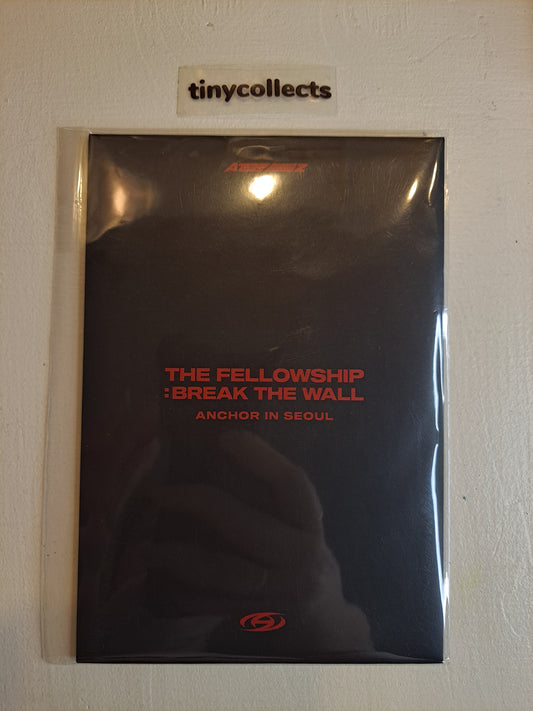 tinycollects
ATEEZ
THE FELLOWSHIP
:BREAK THE WALL
ANCHOR IN SEOUL